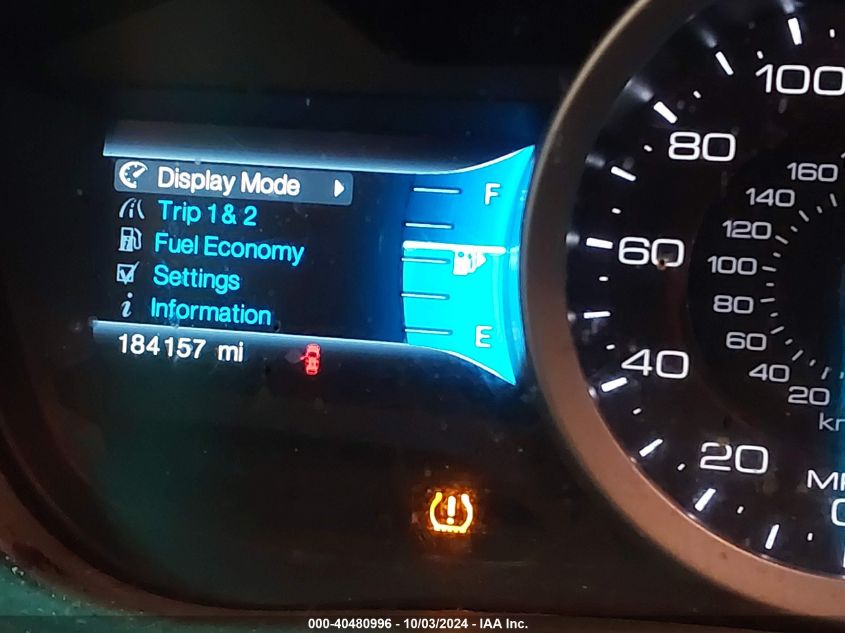 Display Mode
Trip 1 & 2
Fuel Economy
Settings
Information
184157 mi
F
E
100
80
60
40
20
160
140
120
100
80
60
40
20
000-40480996 - 10/03/2024 - IAA Inc.